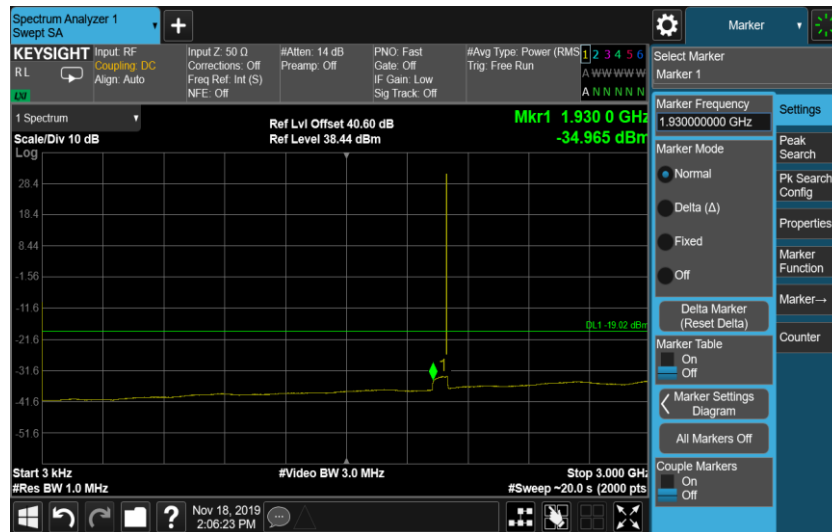 Spectrum Analyzer 1
Swept SA
+
Marker
KEYSIGHT
RL
LXI
Input: RF
Coupling: DC
Align: Auto
Input Z: 50 Ω
Corrections: Off
Freq Ref: Int (S)
NFE: Off
#Atten: 14 dB
Preamp: Off
PNO: Fast
Gate: Off
IF Gain: Low
Sig Track: Off
#Avg Type: Power (RMS
Trig: Free Run
1 2 3 4 5 6
A W W W W W
A N N N N N
Select Marker
Marker 1
1 Spectrum
Scale/Div 10 dB
Log
Ref Lvl Offset 40.60 dB
Ref Level 38.44 dBm
Mkr1 1.930 0 GHz
-34.965 dBm
28.4
18.4
8.44
-1.56
-11.6
-21.6
-31.6
-41.6
-51.6
DL1 -19.02 dBm
1
Start 3 kHz
#Res BW 1.0 MHz
#Video BW 3.0 MHz
Stop 3.000 GHz
#Sweep ~20.0 s (2000 pts
Marker Frequency
1.930000000 GHz
Marker Mode
Normal
Delta (Δ)
Fixed
Off
Delta Marker
(Reset Delta)
Marker Table
On
Off
Marker Settings
Diagram
All Markers Off
Couple Markers
On
Off
Settings
Peak
Search
Pk Search
Config
Properties
Marker
Function
Marker→
Counter
?
Nov 18, 2019
2:06:23 PM